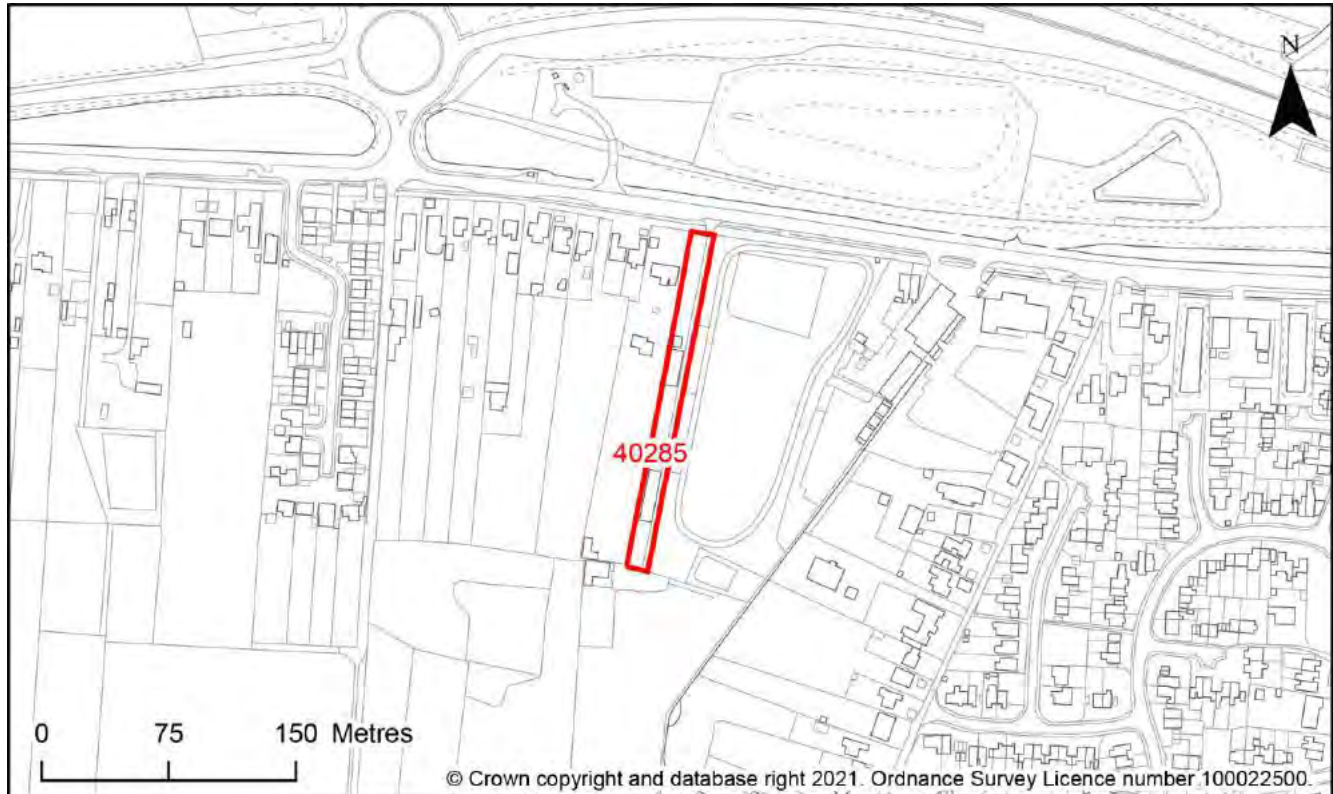 N
40285
0 75 150 Metres
© Crown copyright and database right 2021. Ordnance Survey Licence number 100022500.